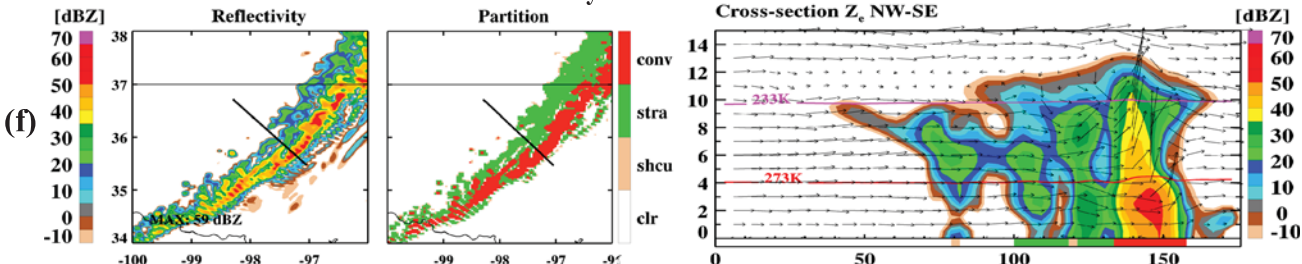 [dBZ] Reflectivity Partition Cross-section Zₑ NW-SE [dBZ]
(f)
70 60 50 40 30 20 10 0 -10
38 37 36 35 34
MAX: 59 dBZ
-100 -99 -98 -97
conv
stra
shcu
clr
-100 -99 -98 -97
14 12 10 8 6 4 2 0
233K
273K
0 50 100 150
70 60 50 40 30 20 10 0 -10